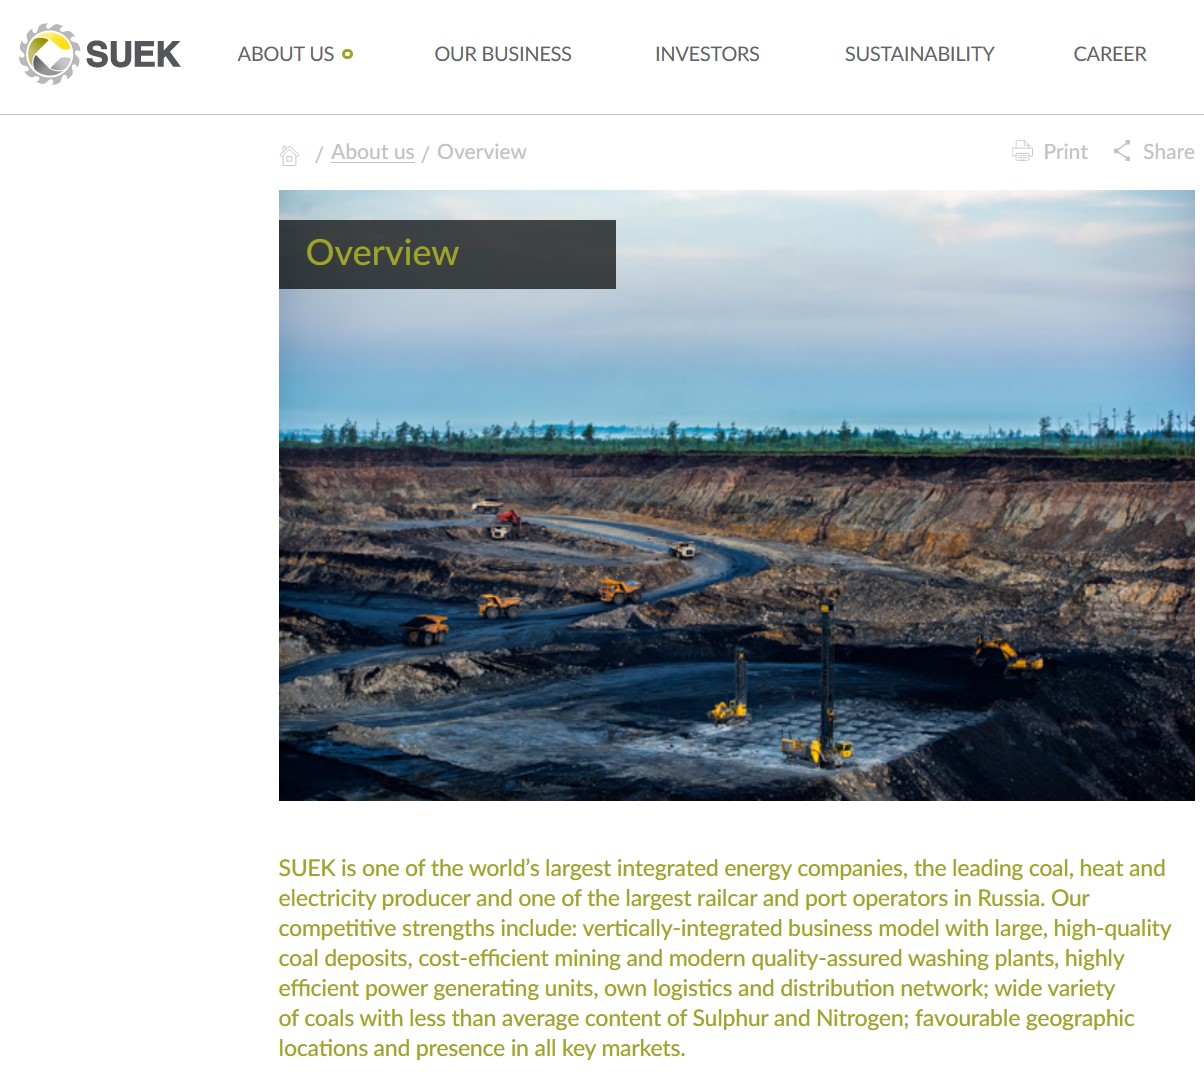 SUEK
ABOUT US
OUR BUSINESS
INVESTORS
SUSTAINABILITY
CAREER
/ About us / Overview
Print
Share
Overview
SUEK is one of the world’s largest integrated energy companies, the leading coal, heat and
electricity producer and one of the largest railcar and port operators in Russia. Our
competitive strengths include: vertically-integrated business model with large, high-quality
coal deposits, cost-efficient mining and modern quality-assured washing plants, highly
efficient power generating units, own logistics and distribution network; wide variety
of coals with less than average content of Sulphur and Nitrogen; favourable geographic
locations and presence in all key markets.